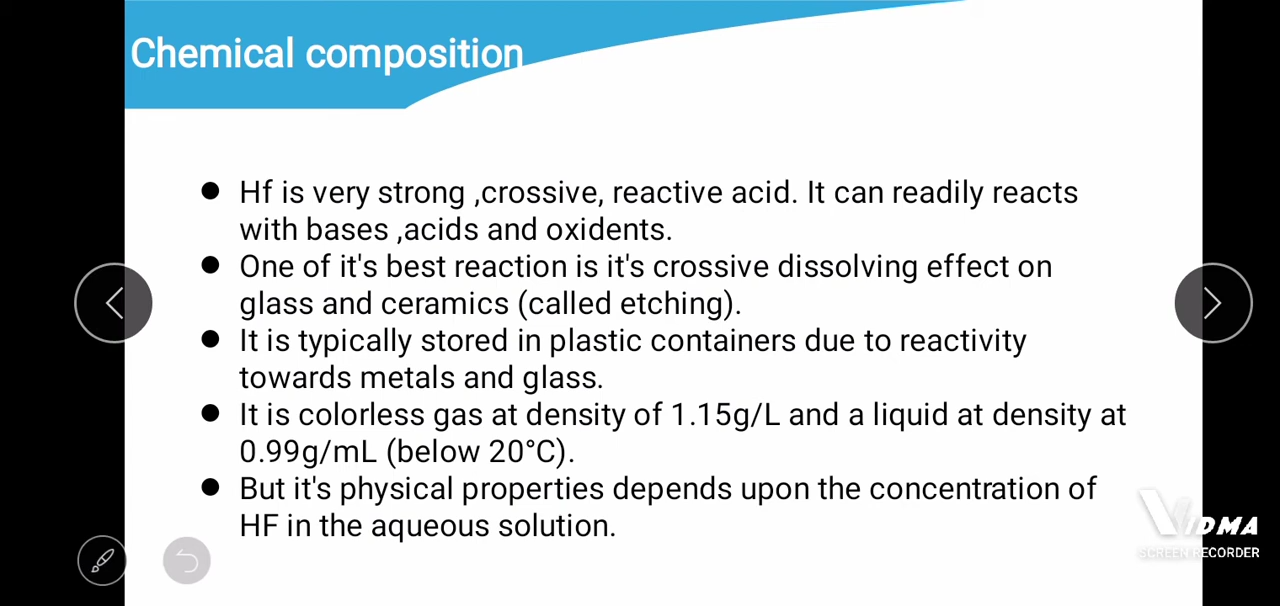 Chemical composition
Hf is very strong ,crossive, reactive acid. It can readily reacts
with bases ,acids and oxidents.
One of it's best reaction is it's crossive dissolving effect on
glass and ceramics (called etching).
It is typically stored in plastic containers due to reactivity
towards metals and glass.
It is colorless gas at density of 1.15g/L and a liquid at density at
0.99g/mL (below 20°C).
But it's physical properties depends upon the concentration of
HF in the aqueous solution.
VIDMA
SCREEN RECORDER